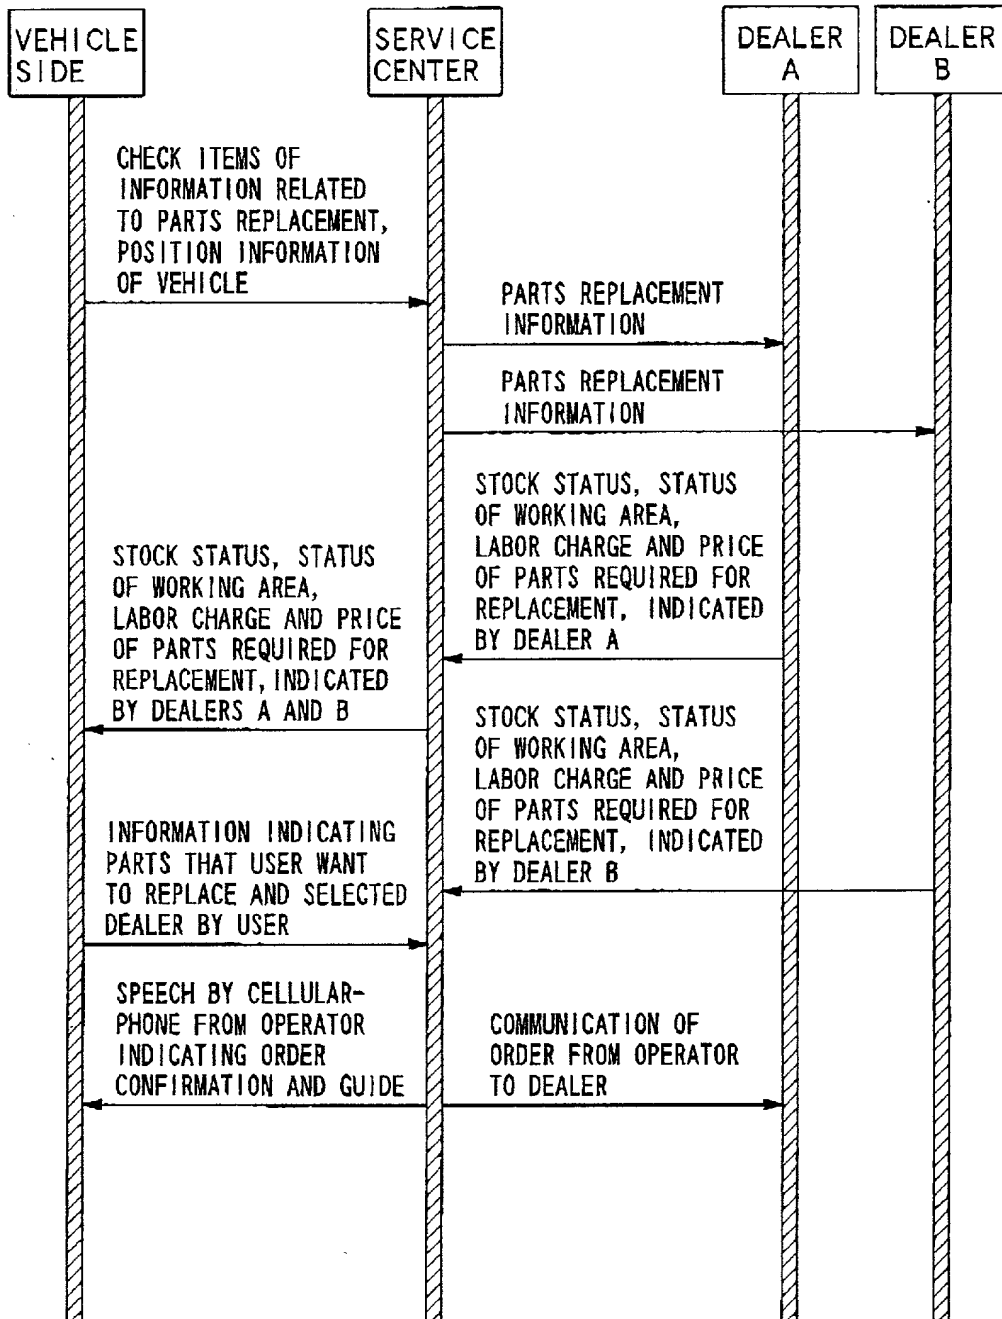 VEHICLE
SIDE
SERVICE
CENTER
DEALER
A
DEALER
B
CHECK ITEMS OF
INFORMATION RELATED
TO PARTS REPLACEMENT,
POSITION INFORMATION
OF VEHICLE
PARTS REPLACEMENT
INFORMATION
PARTS REPLACEMENT
INFORMATION
STOCK STATUS, STATUS
OF WORKING AREA,
LABOR CHARGE AND PRICE
OF PARTS REQUIRED FOR
REPLACEMENT, INDICATED
BY DEALER A
STOCK STATUS, STATUS
OF WORKING AREA,
LABOR CHARGE AND PRICE
OF PARTS REQUIRED FOR
REPLACEMENT, INDICATED
BY DEALERS A AND B
STOCK STATUS, STATUS
OF WORKING AREA,
LABOR CHARGE AND PRICE
OF PARTS REQUIRED FOR
REPLACEMENT, INDICATED
BY DEALER B
INFORMATION INDICATING
PARTS THAT USER WANT
TO REPLACE AND SELECTED
DEALER BY USER
SPEECH BY CELLULAR-
PHONE FROM OPERATOR
INDICATING ORDER
CONFIRMATION AND GUIDE
COMMUNICATION OF
ORDER FROM OPERATOR
TO DEALER